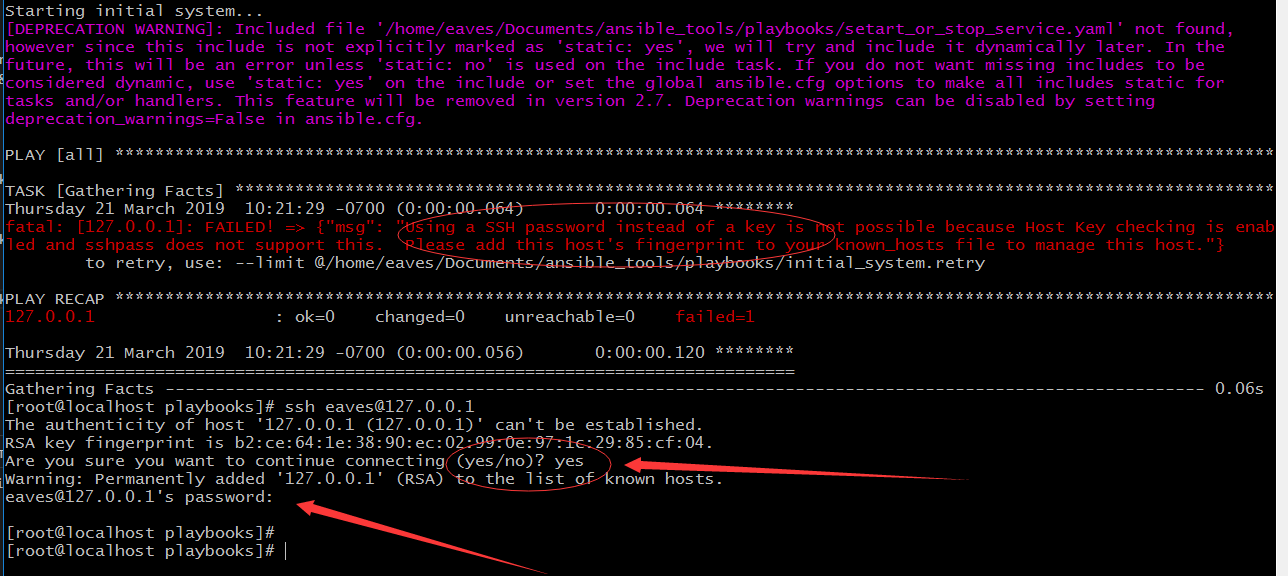 Starting initial system...
[DEPRECATION WARNING]: Included file '/home/eaves/Documents/ansible_tools/playbooks/setart_or_stop_service.yaml' not found,
however since this include is not explicitly marked as 'static: yes', we will try and include it dynamically later. In the
future, this will be an error unless 'static: no' is used on the include task. If you do not want missing includes to be
considered dynamic, use 'static: yes' on the include or set the global ansible.cfg options to make all includes static for
tasks and/or handlers. This feature will be removed in version 2.7. Deprecation warnings can be disabled by setting
deprecation_warnings=False in ansible.cfg.
PLAY [all] ********************************************************************************************************************
TASK [Gathering Facts] ********************************************************************************************************
Thursday 21 March 2019  10:21:29 -0700 (0:00:00.064)       0:00:00.064 ********
fatal: [127.0.0.1]: FAILED! => {"msg": "Using a SSH password instead of a key is not possible because Host Key checking is enab
led and sshpass does not support this.  Please add this host's fingerprint to your known_hosts file to manage this host."}
        to retry, use: --limit @/home/eaves/Documents/ansible_tools/playbooks/initial_system.retry
PLAY RECAP ********************************************************************************************************************
127.0.0.1                  : ok=0    changed=0    unreachable=0    failed=1
Thursday 21 March 2019  10:21:29 -0700 (0:00:00.056)       0:00:00.120 ********
===============================================================================
Gathering Facts -------------------------------------------------------------------------------------------------------- 0.06s
[root@localhost playbooks]# ssh eaves@127.0.0.1
The authenticity of host '127.0.0.1 (127.0.0.1)' can't be established.
RSA key fingerprint is b2:ce:64:1e:38:90:ec:02:99:0e:97:1c:29:85:cf:04.
Are you sure you want to continue connecting (yes/no)? yes
Warning: Permanently added '127.0.0.1' (RSA) to the list of known hosts.
eaves@127.0.0.1's password:
[root@localhost playbooks]#
[root@localhost playbooks]#